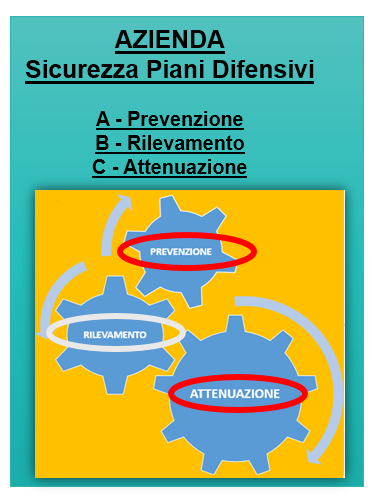 AZIENDA
Sicurezza Piani Difensivi
A - Prevenzione
B - Rilevamento
C - Attenuazione
PREVENZIONE
RILEVAMENTO
ATTENUAZIONE